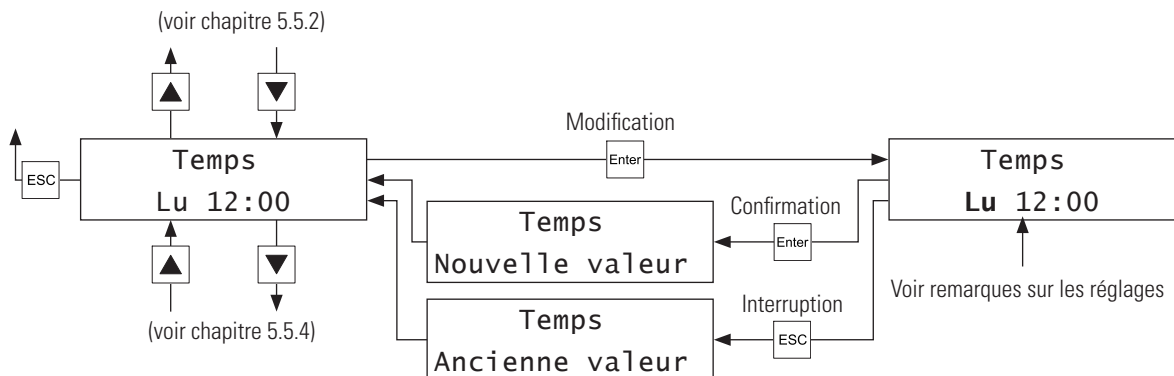 (voir chapitre 5.5.2)
Modification
Enter
ESC
Temps
Lu 12:00
Temps
Lu 12:00
Confirmation
Enter
Temps
Nouvelle valeur
Voir remarques sur les réglages
Interruption
ESC
Temps
Ancienne valeur
(voir chapitre 5.5.4)